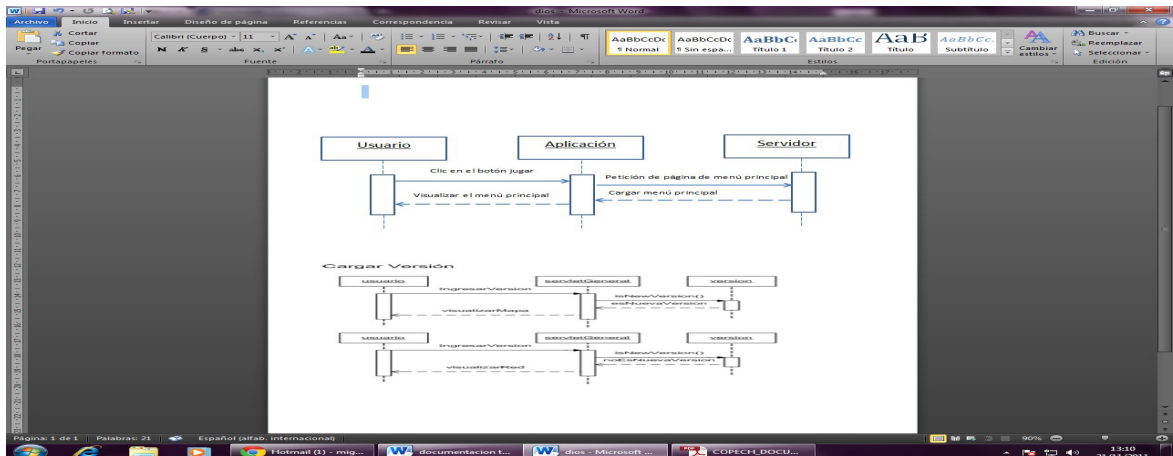 dios - Microsoft Word
Archivo Inicio Insertar Diseño de página Referencias Correspondencia Revisar Vista
Pegar
Cortar
Copiar
Copiar formato
Portapapeles
Calibri (Cuerpo) 11
N K S abc x, x²
Fuente
Párrafo
AaBbCcDc AaBbCcDc AaBbC AaBbCc AaB AaBbCc.
¶ Normal ¶ Sin espa... Título 1 Título 2 Título Subtítulo
Cambiar estilos
Estilos
Buscar
Reemplazar
Seleccionar
Edición
Usuario Aplicación Servidor
Clic en el botón jugar
Petición de página de menú principal
Visualizar el menú principal
Cargar menú principal
Cargar Versión
usuario servletGeneral version
IngresarVersion
isNewVersion()
esNuevaVersion
visualizarMapa
usuario servletGeneral version
IngresarVersion
isNewVersion()
noEsNuevaVersion
visualizarRed
Página: 1 de 1 Palabras: 21 Español (alfab. internacional) 90%
Hotmail (1) - mig... documentacion t... dios - Microsoft ... COPECH_DOCU... 13:10
21/11/2011